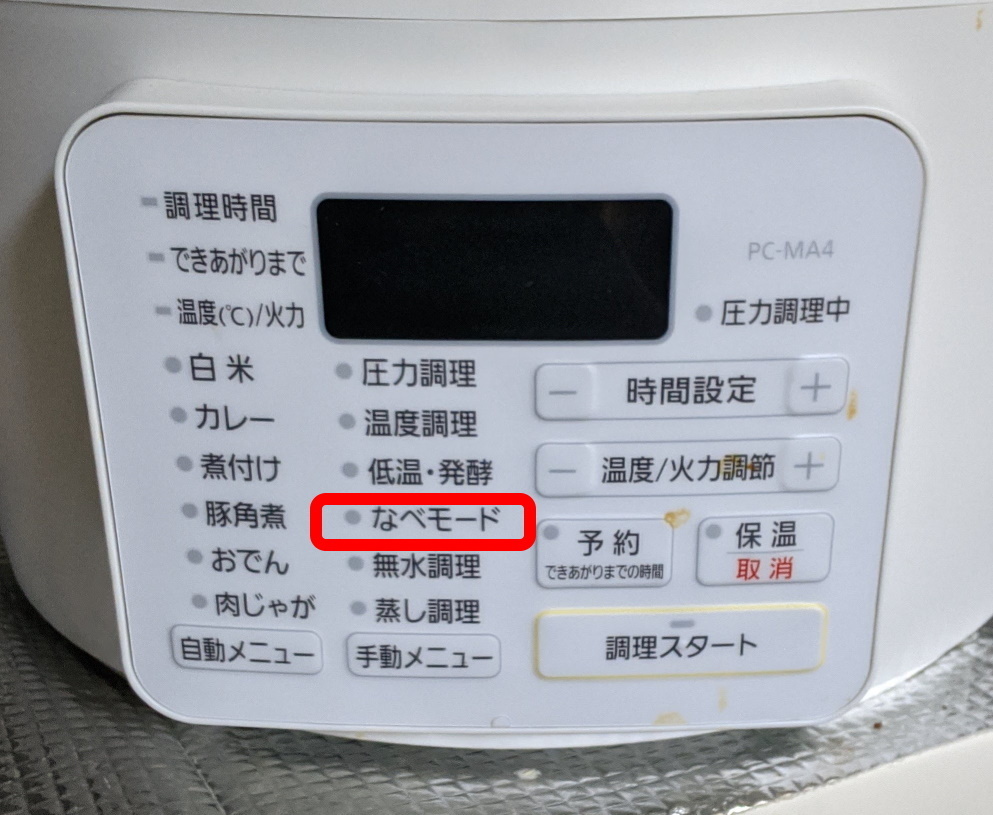 調理時間
できあがりまで
温度(℃)/火力
PC-MA4
圧力調理中
白米
カレー
煮付け
豚角煮
おでん
肉じゃが
自動メニュー
圧力調理
温度調理
低温・発酵
なべモード
無水調理
蒸し調理
手動メニュー
− 時間設定 +
− 温度/火力調節 +
予約
できあがりまでの時間
保温
取消
調理スタート